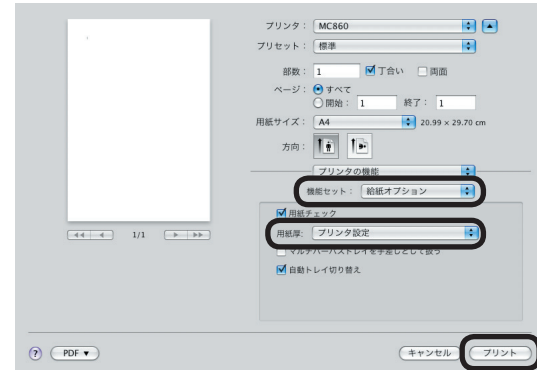 プリンタ： MC860
プリセット： 標準
部数： 1 丁合い 両面
ページ： すべて
開始： 1 終了： 1
用紙サイズ： A4 20.99 × 29.70 cm
方向：
プリンタの機能
機能セット： 給紙オプション
用紙チェック
用紙厚: プリンタ設定
マルチパーパストレイを手差しとして扱う
自動トレイ切り替え
1/1
? PDF ▼ キャンセル プリント